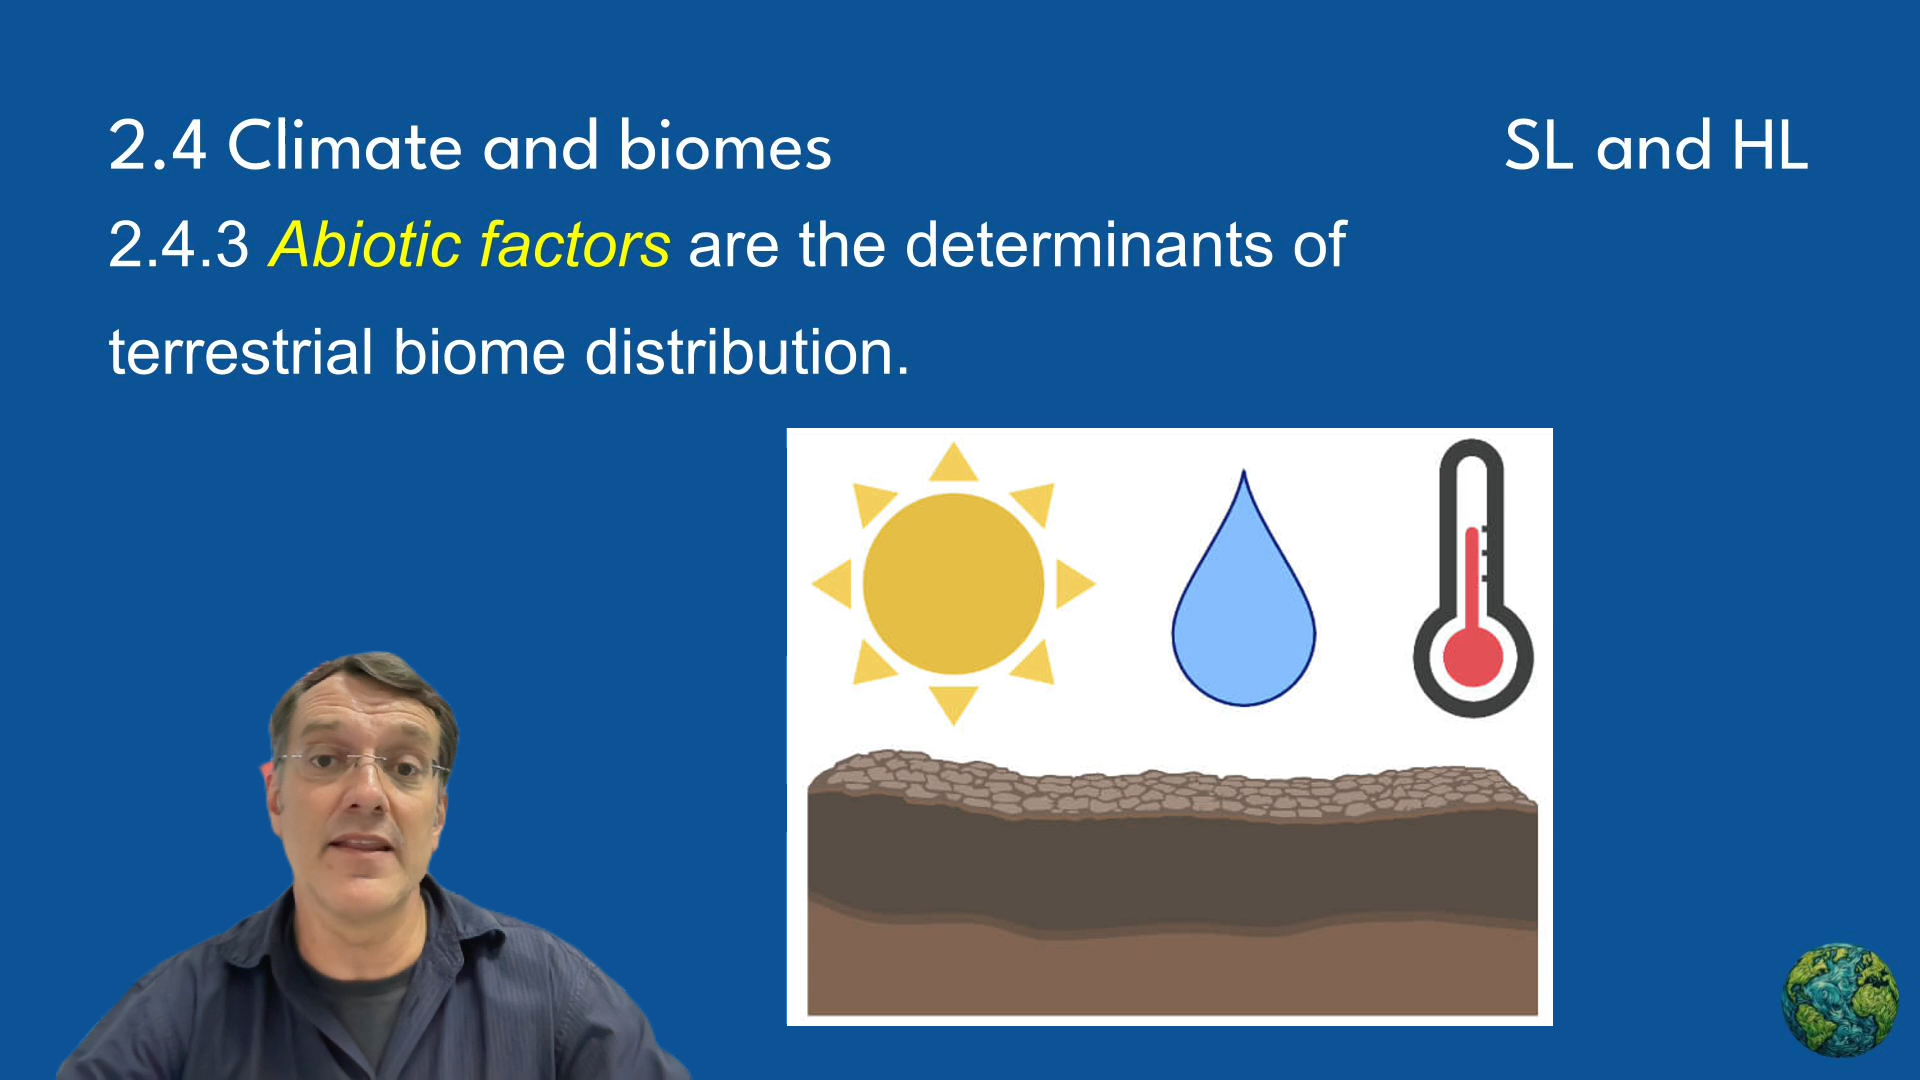 2.4 Climate and biomes SL and HL
2.4.3 Abiotic factors are the determinants of
terrestrial biome distribution.